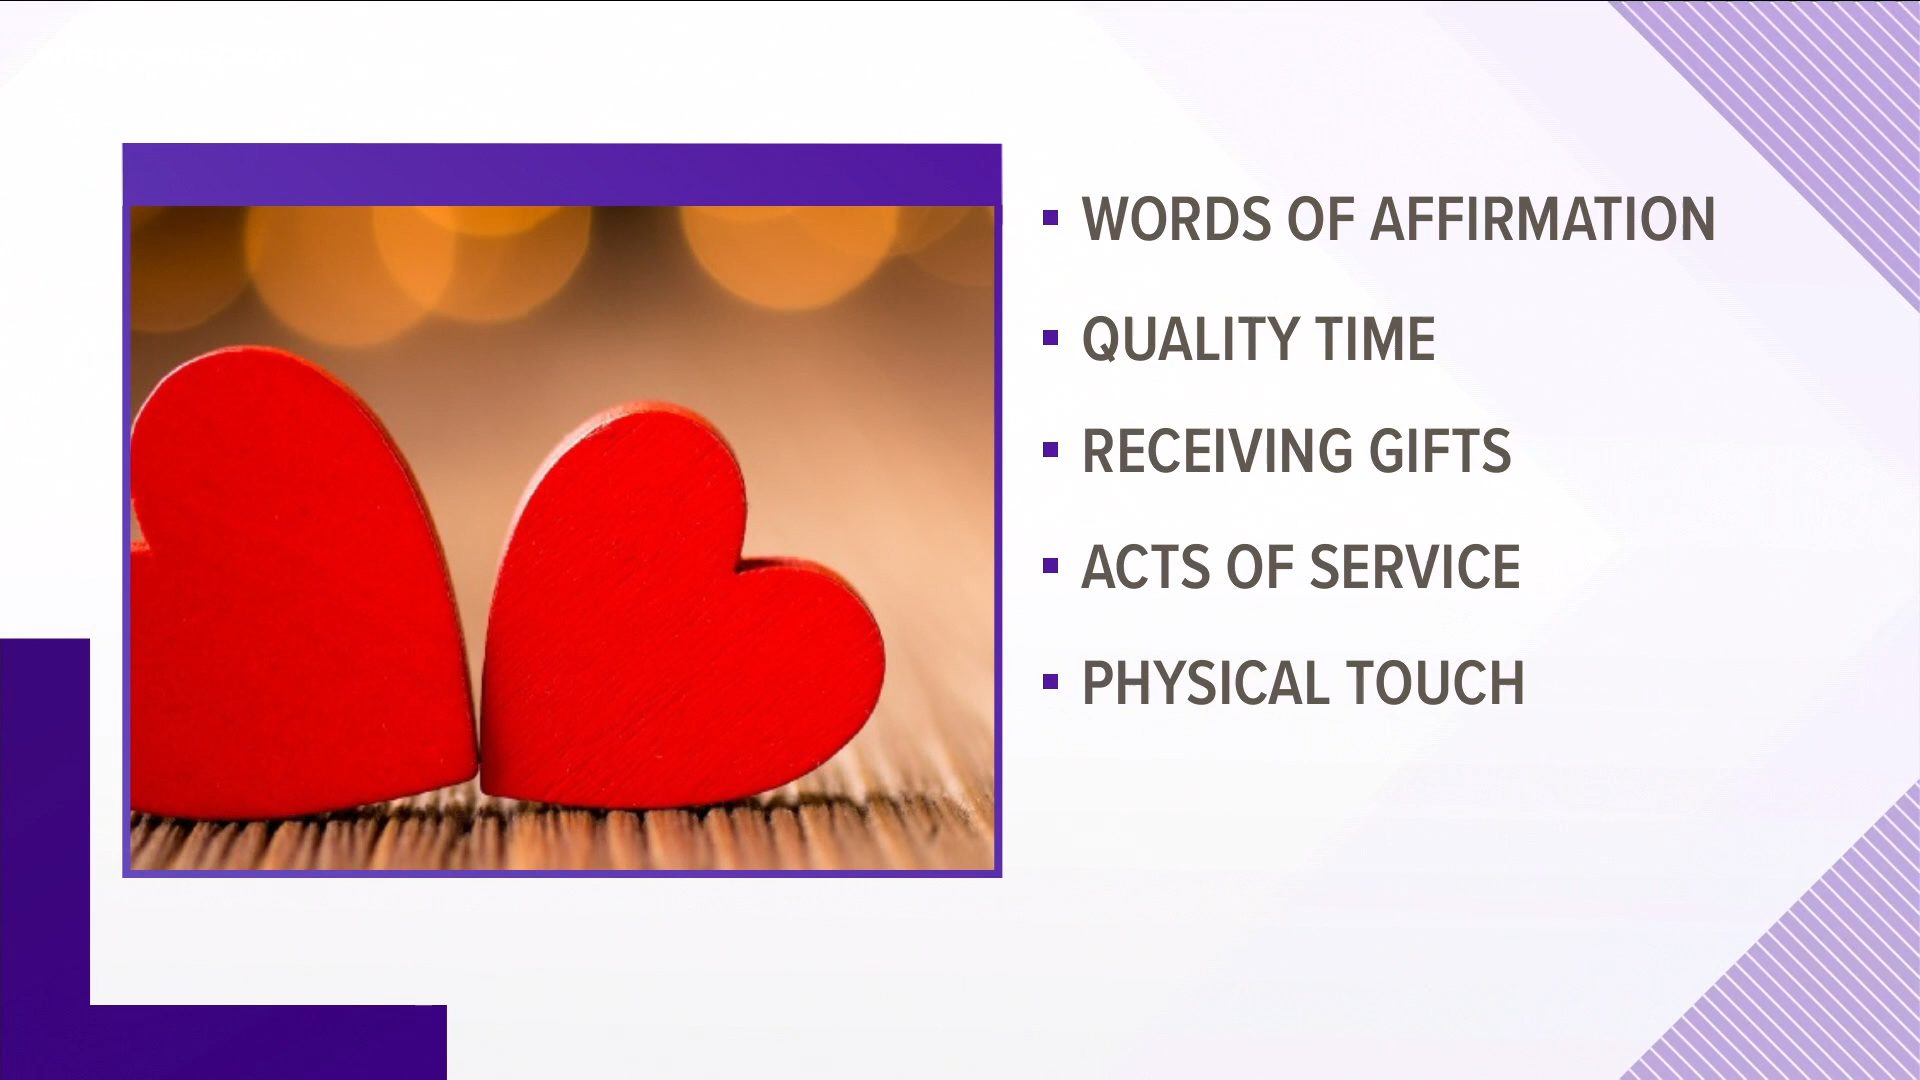 WORDS OF AFFIRMATION
QUALITY TIME
RECEIVING GIFTS
ACTS OF SERVICE
PHYSICAL TOUCH